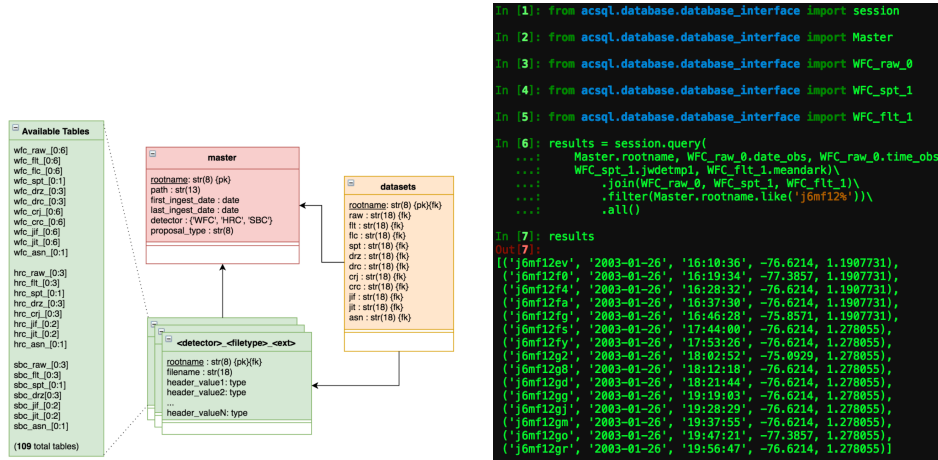 Available Tables
wfc_raw_[0:6]
wfc_flt_[0:6]
wfc_flc_[0:6]
wfc_spt_[0:1]
wfc_drz_[0:3]
wfc_drc_[0:3]
wfc_crj_[0:6]
wfc_crc_[0:6]
wfc_jif_[0:6]
wfc_jit_[0:6]
wfc_asn_[0:1]
hrc_raw_[0:3]
hrc_flt_[0:3]
hrc_spt_[0:1]
hrc_drz_[0:3]
hrc_crj_[0:3]
hrc_jif_[0:2]
hrc_jit_[0:2]
hrc_asn_[0:1]
sbc_raw_[0:3]
sbc_flt_[0:3]
sbc_spt_[0:1]
sbc_drz[0:3]
sbc_jif_[0:2]
sbc_jit_[0:2]
sbc_asn_[0:1]
(109 total tables)
master
rootname: str(8) {pk}
path : str(13)
first_ingest_date : date
last_ingest_date : date
detector : {'WFC', 'HRC', 'SBC'}
proposal_type : str(8)
datasets
rootname: str(8) {pk}{fk}
raw : str(18) {fk}
flt : str(18) {fk}
flc : str(18) {fk}
spt : str(18) {fk}
drz : str(18) {fk}
drc : str(18) {fk}
crj : str(18) {fk}
crc : str(18) {fk}
jif : str(18) {fk}
jit : str(18) {fk}
asn : str(18) {fk}
<detector>_<filetype>_<ext>
rootname : str(8) {pk}{fk}
filename : str(18)
header_value1: type
header_value2: type
...
header_valueN: type
In [1]: from acsql.database.database_interface import session
In [2]: from acsql.database.database_interface import Master
In [3]: from acsql.database.database_interface import WFC_raw_0
In [4]: from acsql.database.database_interface import WFC_spt_1
In [5]: from acsql.database.database_interface import WFC_flt_1
In [6]: results = session.query(
...: Master.rootname, WFC_raw_0.date_obs, WFC_raw_0.time_obs
...: WFC_spt_1.jwdetmp1, WFC_flt_1.meandark)\
...: .join(WFC_raw_0, WFC_spt_1, WFC_flt_1)\
...: .filter(Master.rootname.like('j6mf12%'))\
...: .all()
In [7]: results
Out[7]:
[('j6mf12ev', '2003-01-26', '16:10:36', -76.6214, 1.1907731),
('j6mf12f0', '2003-01-26', '16:19:34', -77.3857, 1.1907731),
('j6mf12f4', '2003-01-26', '16:28:32', -76.6214, 1.1907731),
('j6mf12fa', '2003-01-26', '16:37:30', -76.6214, 1.1907731),
('j6mf12fg', '2003-01-26', '16:46:28', -75.8571, 1.1907731),
('j6mf12fs', '2003-01-26', '17:44:00', -76.6214, 1.278055),
('j6mf12fy', '2003-01-26', '17:53:26', -76.6214, 1.278055),
('j6mf12g2', '2003-01-26', '18:02:52', -75.0929, 1.278055),
('j6mf12g8', '2003-01-26', '18:12:18', -76.6214, 1.278055),
('j6mf12gd', '2003-01-26', '18:21:44', -76.6214, 1.278055),
('j6mf12gg', '2003-01-26', '19:19:03', -76.6214, 1.278055),
('j6mf12gj', '2003-01-26', '19:28:29', -76.6214, 1.278055),
('j6mf12gm', '2003-01-26', '19:37:55', -76.6214, 1.278055),
('j6mf12go', '2003-01-26', '19:47:21', -77.3857, 1.278055),
('j6mf12gr', '2003-01-26', '19:56:47', -76.6214, 1.278055)]